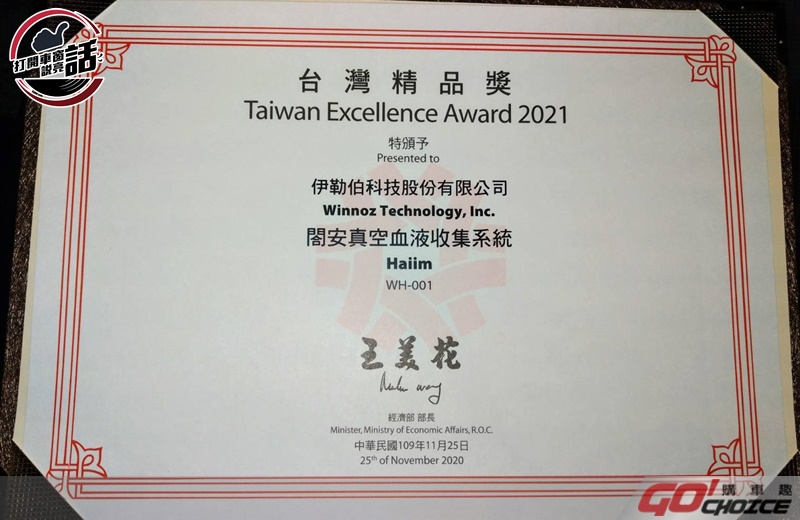 打開車窗
說亮話
台灣精品獎
Taiwan Excellence Award 2021
特頒予
Presented to
伊勒伯科技股份有限公司
Winnoz Technology, Inc.
閤安真空血液收集系統
Haiim
WH-001
王美花
經濟部 部長
Minister, Ministry of Economic Affairs, R.O.C.
中華民國109年11月25日
25th of November 2020
GO!購車趣
CHOICE